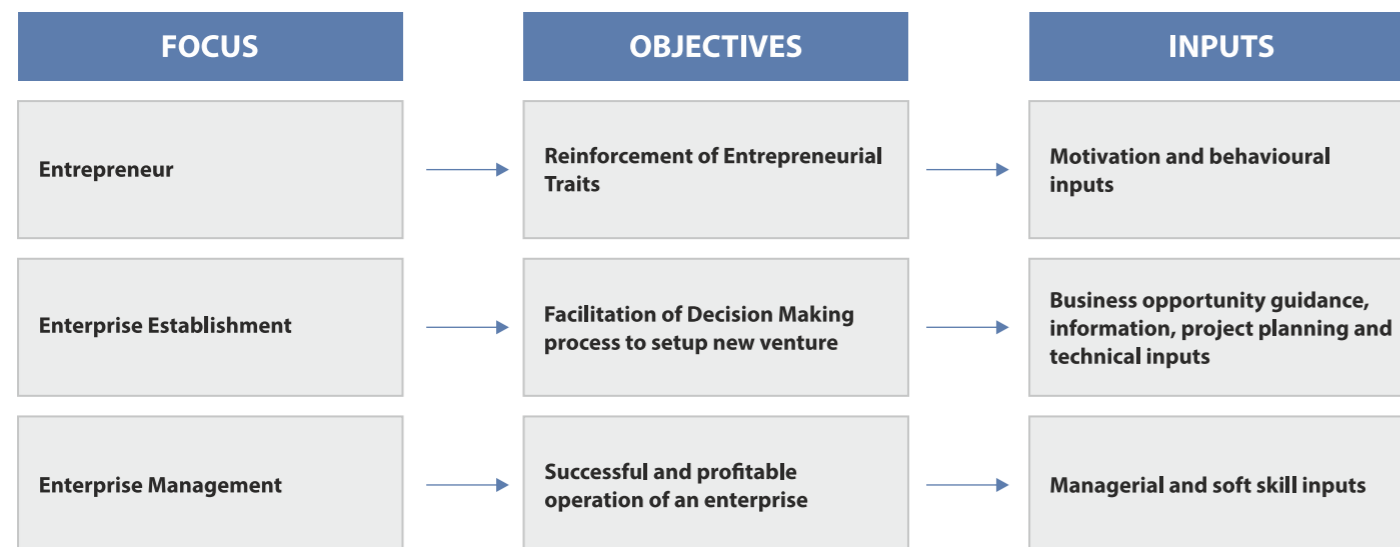 FOCUS
OBJECTIVES
INPUTS
Entrepreneur
Reinforcement of Entrepreneurial
Traits
Motivation and behavioural
inputs
Enterprise Establishment
Facilitation of Decision Making
process to setup new venture
Business opportunity guidance,
information, project planning and
technical inputs
Enterprise Management
Successful and profitable
operation of an enterprise
Managerial and soft skill inputs